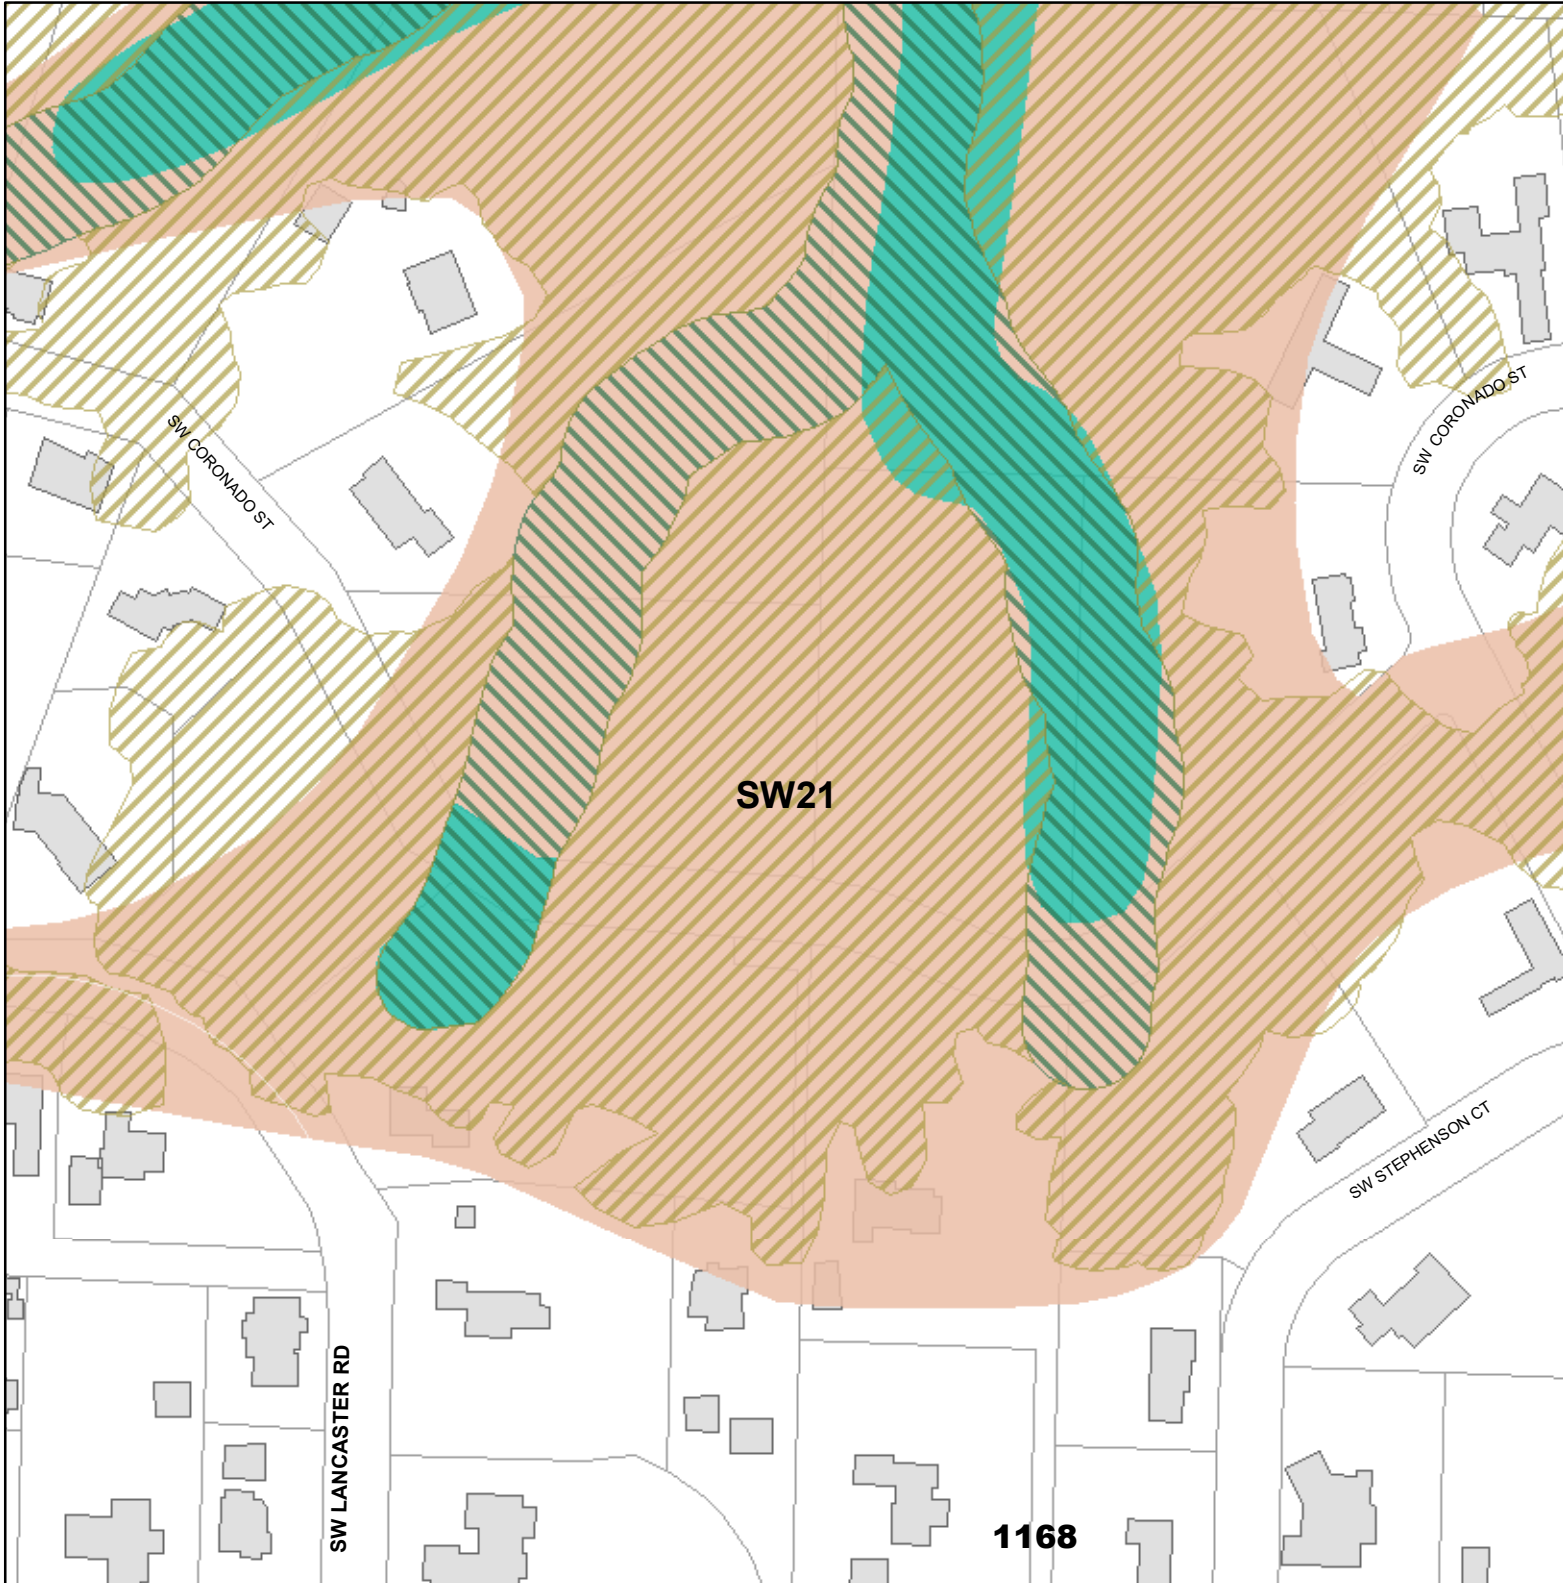 SW CORONADO ST
SW CORONADO ST
SW21
SW STEPHENSON CT
SW LANCASTER RD
1168